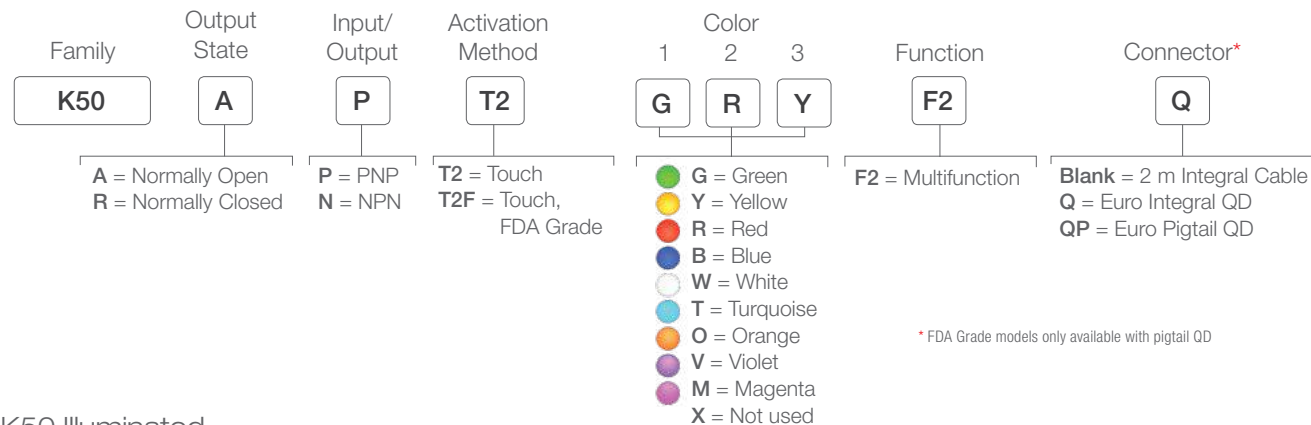 Family
Output State
Input/ Output
Activation Method
Color
1 2 3
Function
Connector*
K50 A P T2 G R Y F2 Q
A = Normally Open
R = Normally Closed
P = PNP
N = NPN
T2 = Touch
T2F = Touch,
FDA Grade
G = Green
Y = Yellow
R = Red
B = Blue
W = White
T = Turquoise
O = Orange
V = Violet
M = Magenta
X = Not used
F2 = Multifunction
Blank = 2 m Integral Cable
Q = Euro Integral QD
QP = Euro Pigtail QD
* FDA Grade models only available with pigtail QD
K50 Illuminated